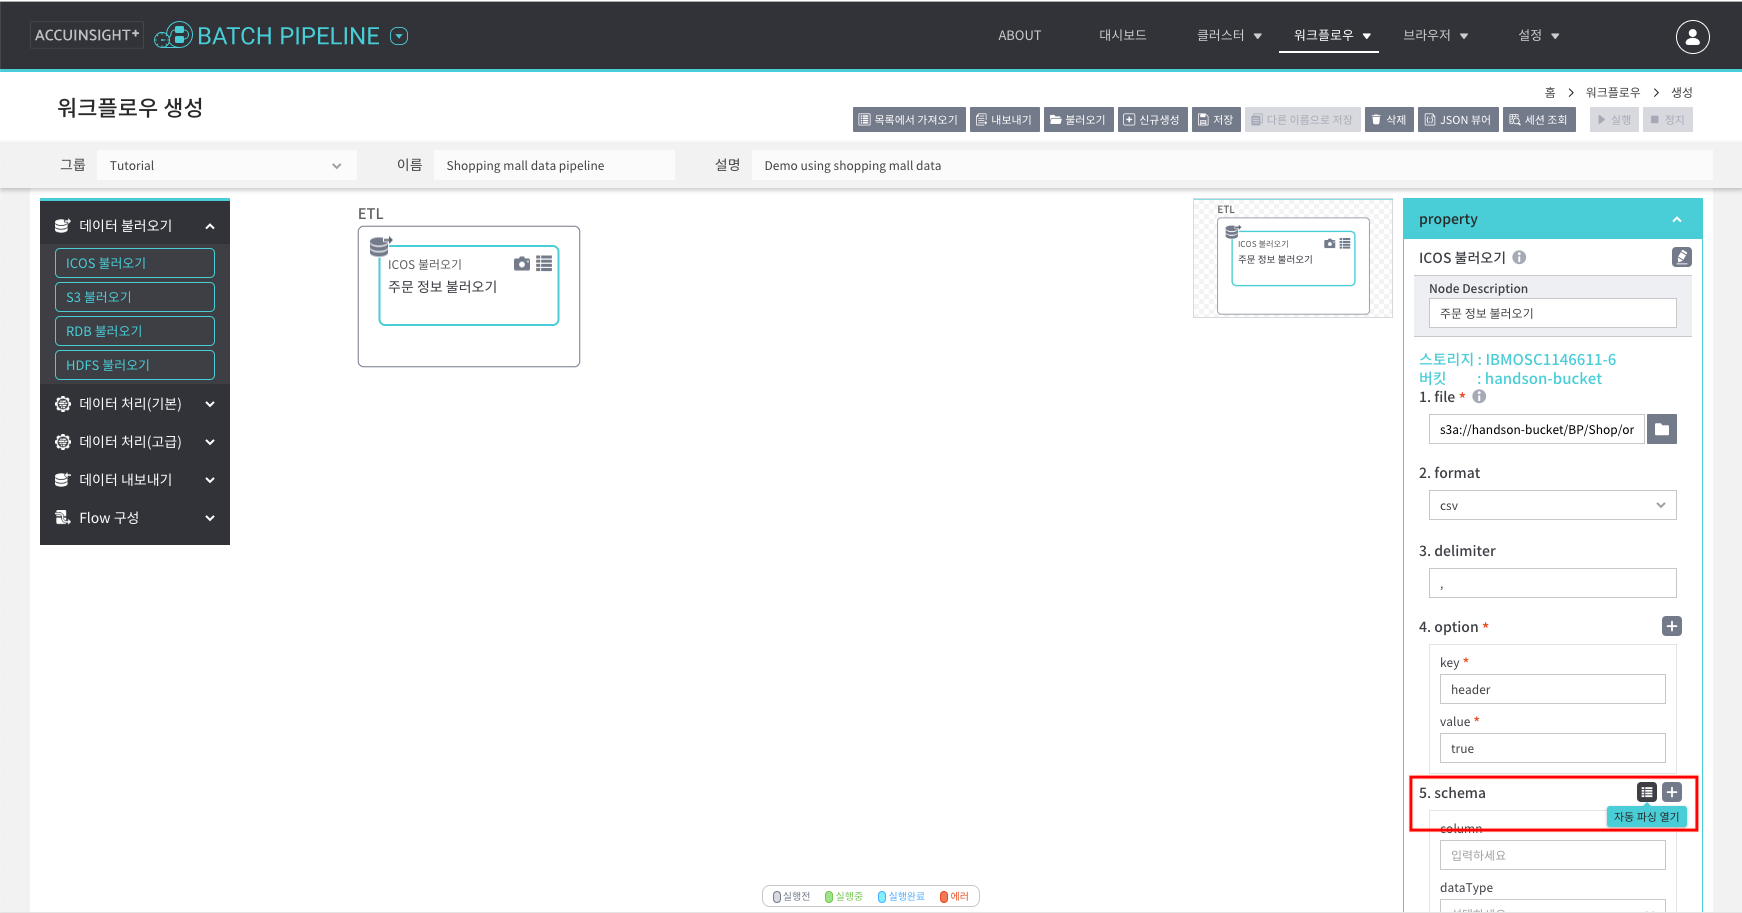 ACCUINSIGHT+ BATCH PIPELINE
ABOUT 대시보드 클러스터 워크플로우 브라우저 설정
워크플로우 생성
홈 > 워크플로우 > 생성
목록에서 가져오기 내보내기 불러오기 신규생성 저장 다른 이름으로 저장 삭제 JSON 뷰어 세션 조회 실행 정지
그룹 Tutorial 이름 Shopping mall data pipeline 설명 Demo using shopping mall data
데이터 불러오기
ICOS 불러오기
S3 불러오기
RDB 불러오기
HDFS 불러오기
데이터 처리(기본)
데이터 처리(고급)
데이터 내보내기
Flow 구성
ETL
ICOS 불러오기
주문 정보 불러오기
ETL
ICOS 불러오기
주문 정보 불러오기
property
ICOS 불러오기
Node Description
주문 정보 불러오기
스토리지 : IBMOSC1146611-6
버킷 : handson-bucket
1. file *
s3a://handson-bucket/BP/Shop/or
2. format
csv
3. delimiter
,
4. option *
key *
header
value *
true
5. schema
자동 파싱 열기
column
입력하세요
dataType
실행전 실행중 실행완료 에러